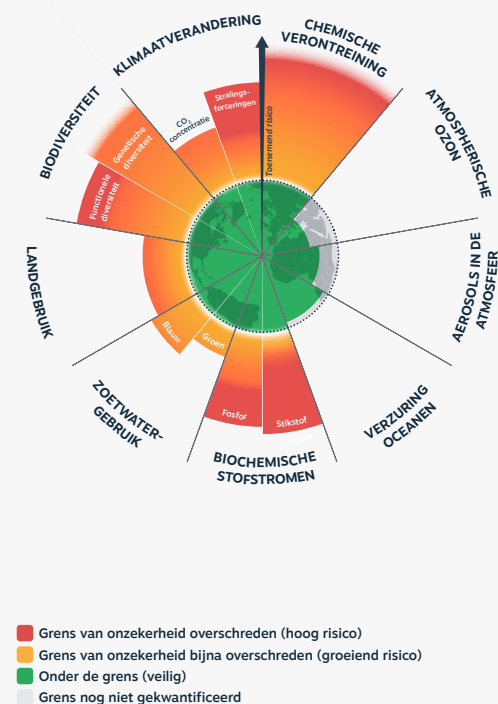 KLIMAATVERANDERING
CHEMISCHE
VERONTREINING
ATMOSPHERISCHE
OZON
AEROSOLS IN DE
ATMOSFEER
VERZURING
OCEANEN
BIOCHEMISCHE
STOFSTROMEN
ZOETWATER-
GEBRUIK
LANDGEBRUIK
BIODIVERSITEIT
Stralings-
forceringen
CO₂
concentratie
Toenemend risico
Genetische
diversiteit
Functionele
diversiteit
Blauw
Groen
Fosfor
Stikstof
Grens van onzekerheid overschreden (hoog risico)
Grens van onzekerheid bijna overschreden (groeiend risico)
Onder de grens (veilig)
Grens nog niet gekwantificeerd